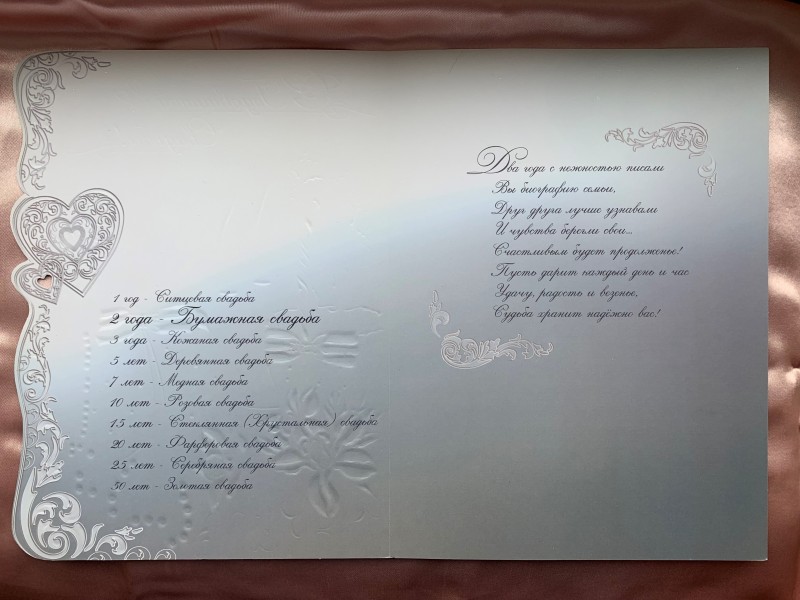 1 год - Ситцевая свадьба
2 года - Бумажная свадьба
3 года - Кожаная свадьба
5 лет - Деревянная свадьба
7 лет - Медная свадьба
10 лет - Розовая свадьба
15 лет - Стеклянная (Хрустальная) свадьба
20 лет - Фарфоровая свадьба
25 лет - Серебряная свадьба
50 лет - Золотая свадьба
Два года с нежностью писали
Вы биографию семьи,
Друг друга лучше узнавали
И чувства берегли свои...
Счастливым будет продолженье!
Пусть дарит каждый день и час
Удачу, радость и везенье,
Судьба хранит надёжно вас!